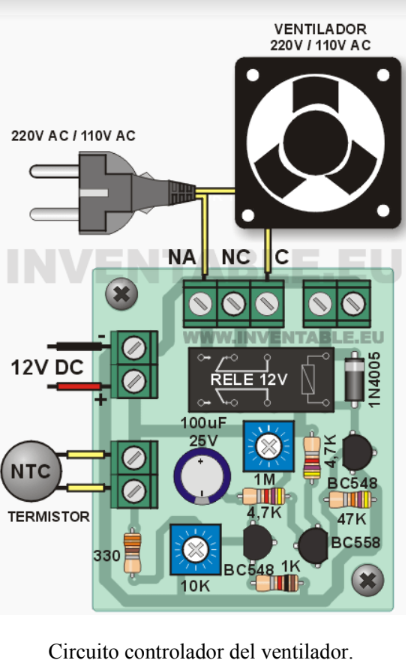 VENTILADOR
220V / 110V AC
220V AC / 110V AC
INVENTABLE.EU
NA NC C
WWW.INVENTABLE.EU
-
12V DC
+
RELE 12V
1N4005
100uF
25V
1M
4,7K
BC548
NTC
TERMISTOR
4,7K
47K
330
10K
BC548
1K
BC558
Circuito controlador del ventilador.